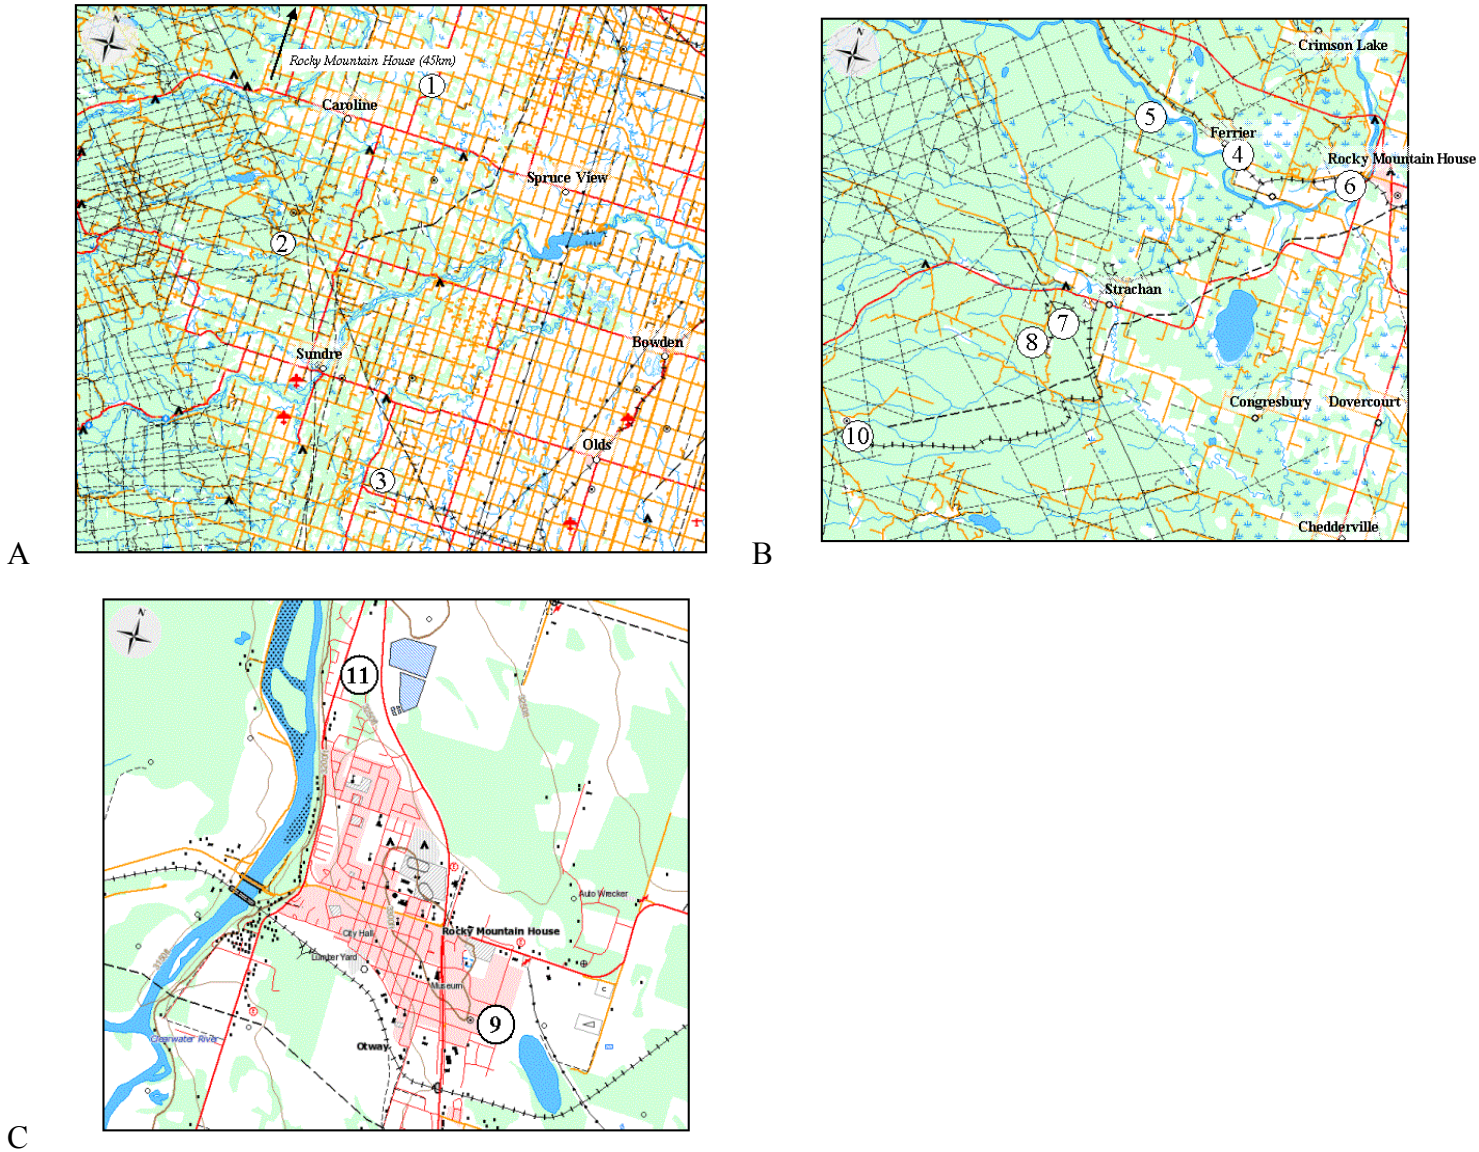 N
Rocky Mountain House (45km)
1
Caroline
Spruce View
2
Sundre
Bowden
Olds
3
A
N
Crimson Lake
5
Ferrier
4
Rocky Mountain House
6
Strachan
7
8
Congresbury
Dovercourt
10
Chedderville
B
N
11
Auto Wrecker
City Hall
Rocky Mountain House
Lumber Yard
Museum
9
C
Otway
Clearwater River
C